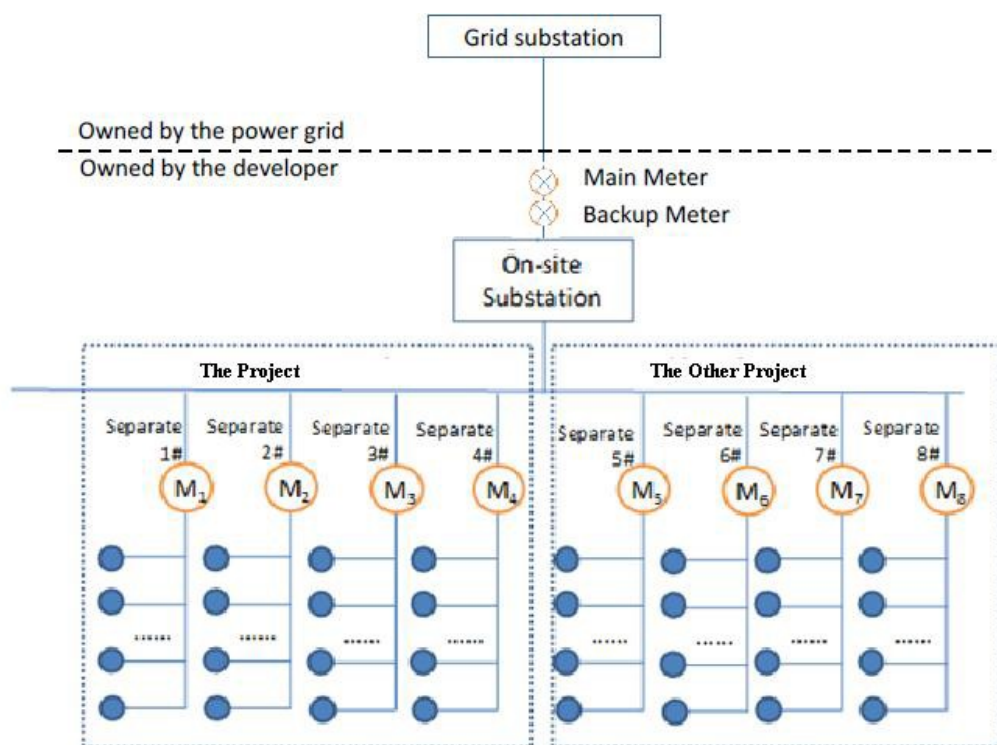 Grid substation
Owned by the power grid
Owned by the developer
Main Meter
Backup Meter
On-site
Substation
The Project
The Other Project
Separate
1#
Separate
2#
Separate
3#
Separate
4#
Separate
5#
Separate
6#
Separate
7#
Separate
8#
M1
M2
M3
M4
M5
M6
M7
M8
......
......
......
......
......
......
......
......